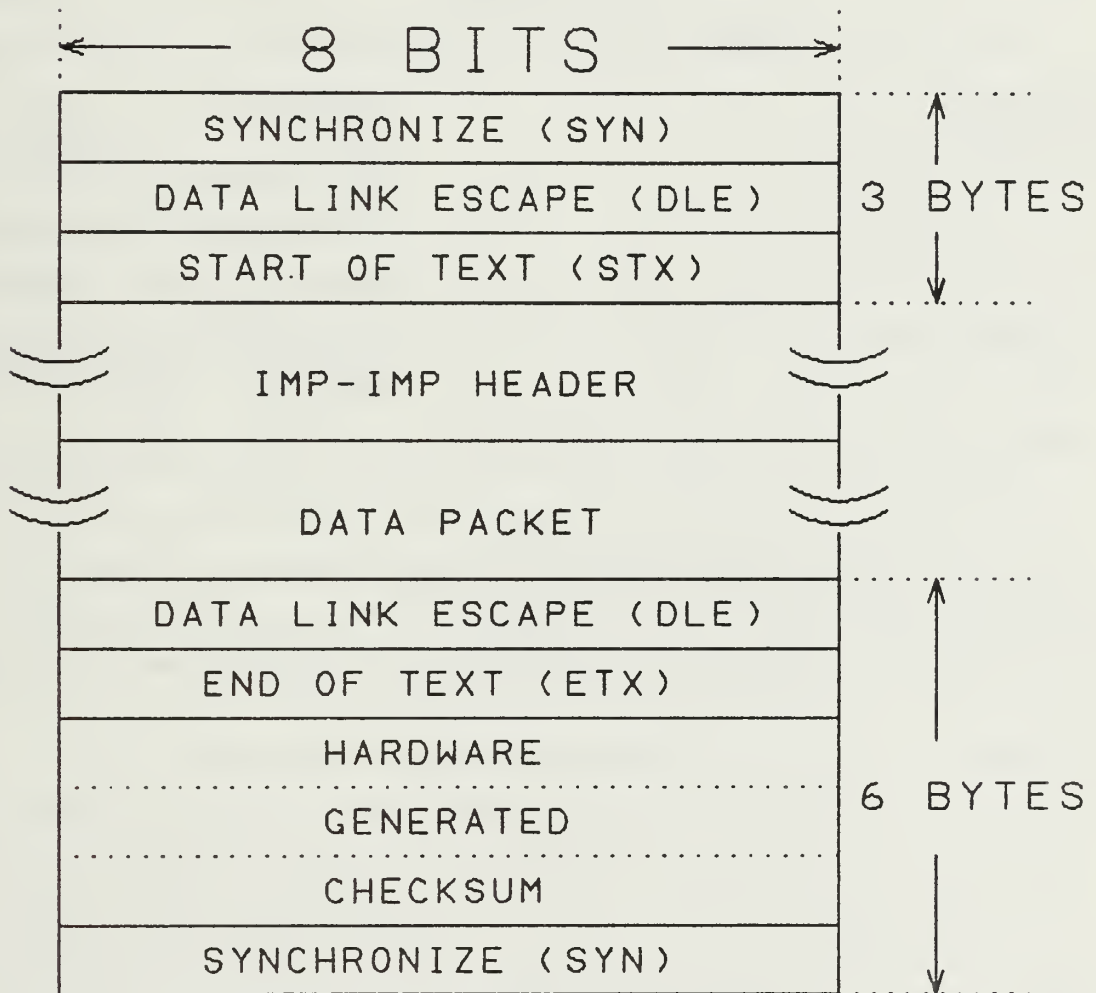 8 BITS
SYNCHRONIZE (SYN)
DATA LINK ESCAPE (DLE)
3 BYTES
START OF TEXT (STX)
IMP-IMP HEADER
DATA PACKET
DATA LINK ESCAPE (DLE)
END OF TEXT (ETX)
HARDWARE
GENERATED
6 BYTES
CHECKSUM
SYNCHRONIZE (SYN)